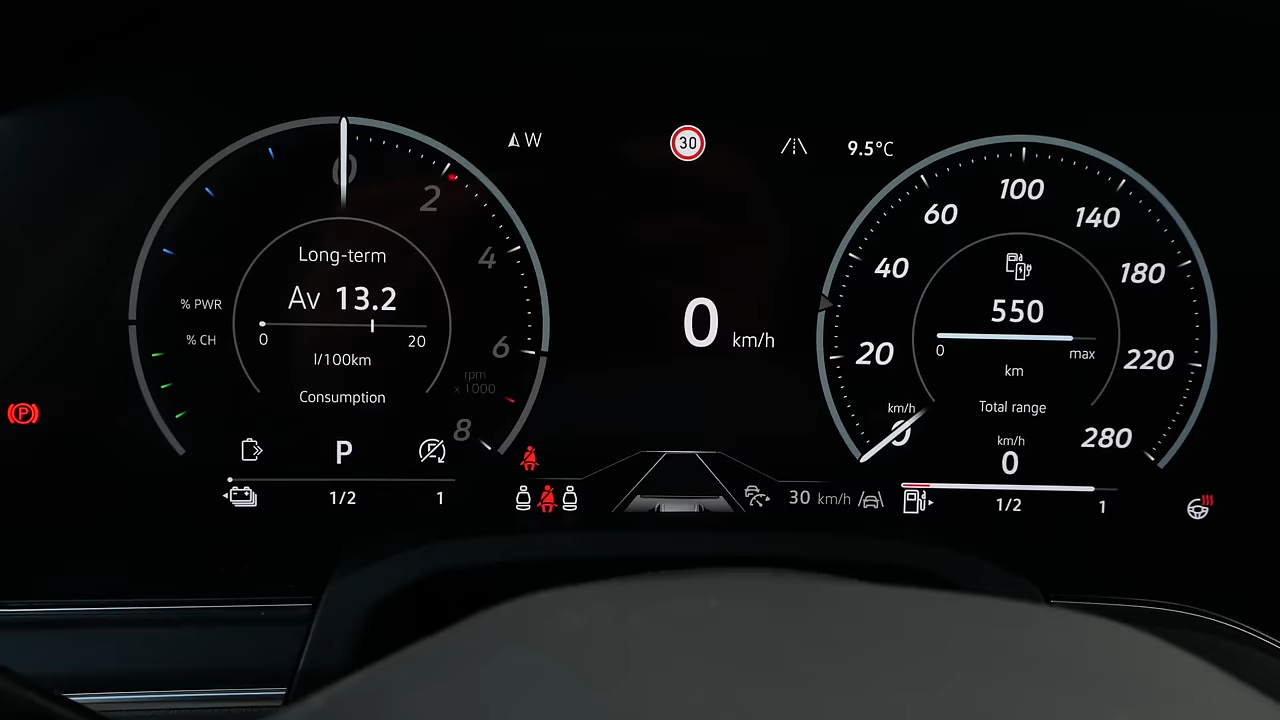 W
30
9.5°C
0
2
4
6
8
rpm
x 1000
% PWR
% CH
Long-term
Av 13.2
0 20
l/100km
Consumption
P
1/2 1
P
0 km/h
30 km/h
20
40
60
100
140
180
220
280
km/h
0
550
0 max
km
Total range
km/h
0
1/2 1